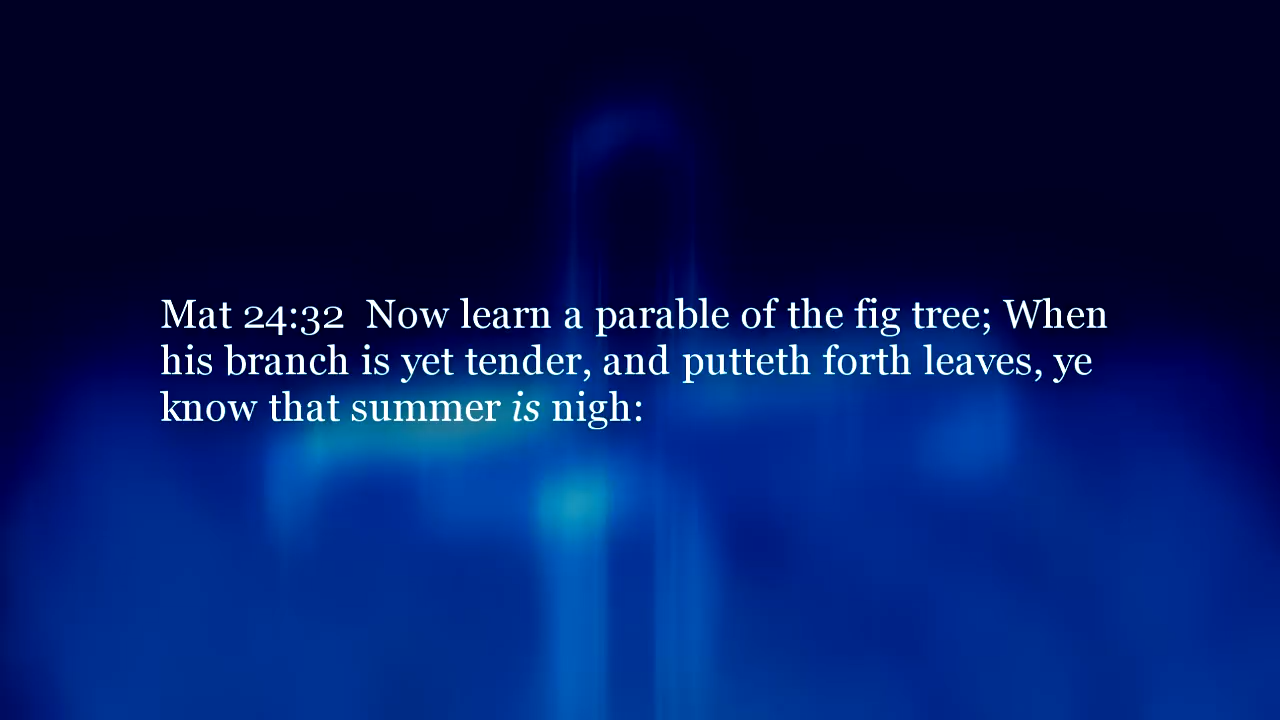 Mat 24:32  Now learn a parable of the fig tree; When
his branch is yet tender, and putteth forth leaves, ye
know that summer is nigh: